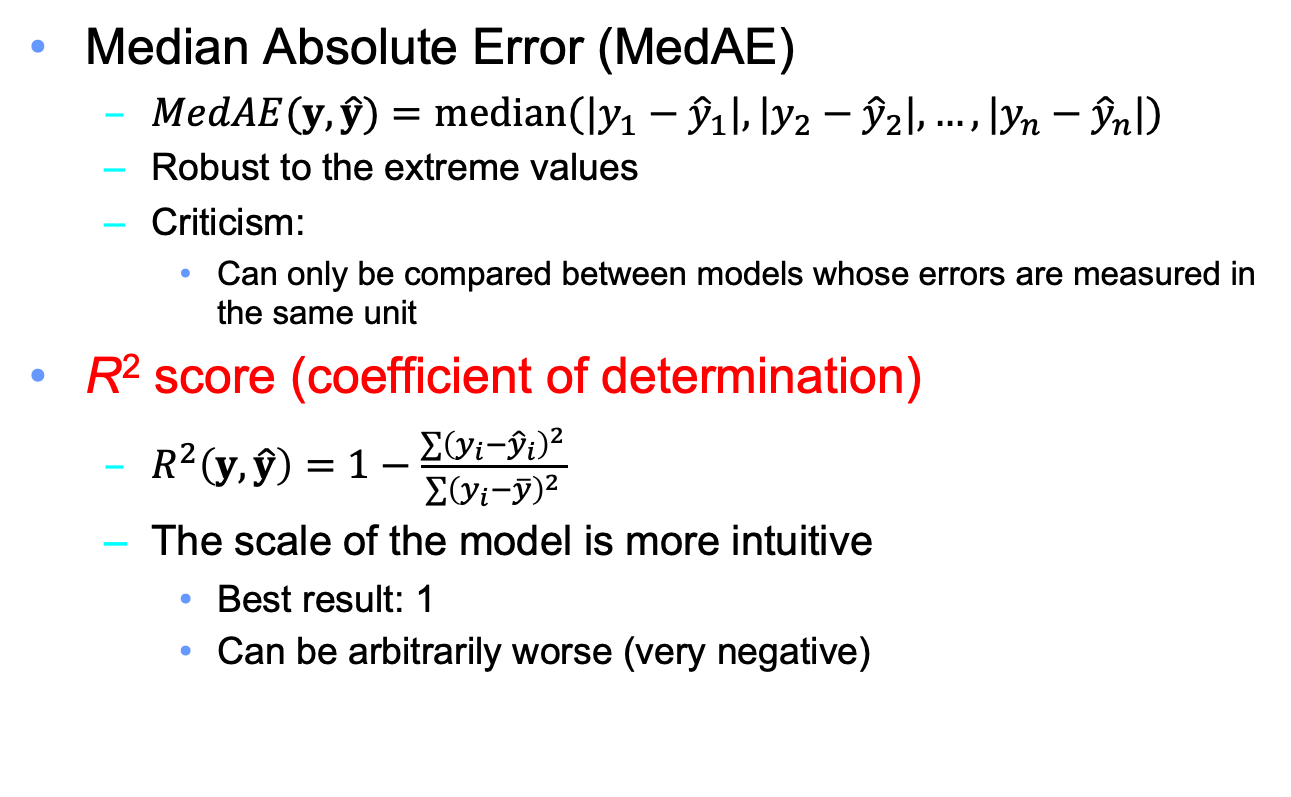 • Median Absolute Error (MedAE)
– 𝑀𝑒𝑑𝐴𝐸(𝐲, 𝐲̂) = median(|𝑦₁ − 𝑦̂₁|, |𝑦₂ − 𝑦̂₂|, … , |𝑦ₙ − 𝑦̂ₙ|)
– Robust to the extreme values
– Criticism:
• Can only be compared between models whose errors are measured in
the same unit
• R² score (coefficient of determination)
– 𝑅²(𝐲, 𝐲̂) = 1 − ∑(𝑦ᵢ−𝑦̂ᵢ)² / ∑(𝑦ᵢ−𝑦̄)²
– The scale of the model is more intuitive
• Best result: 1
• Can be arbitrarily worse (very negative)